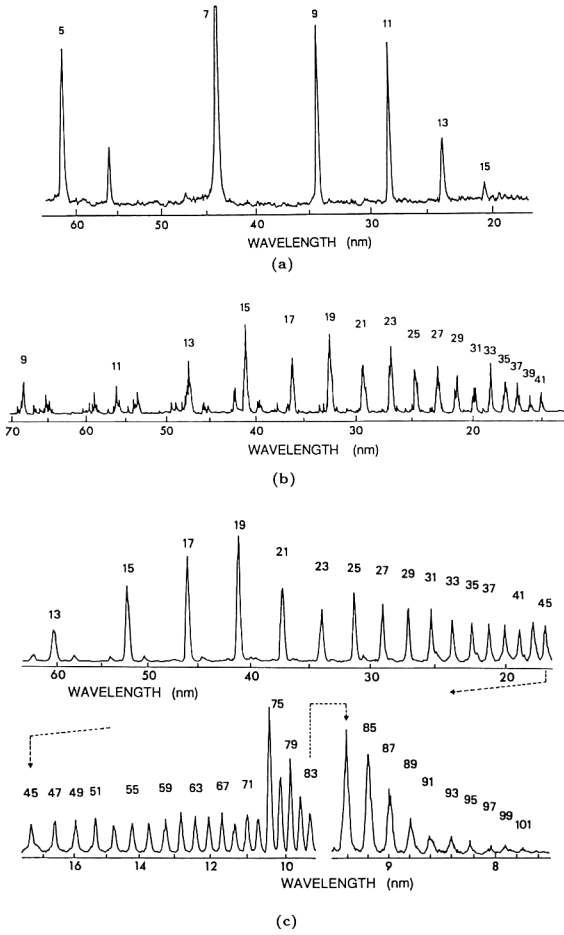 5 7 9 11 13 15
60 50 40 30 20
WAVELENGTH (nm)
(a)
9 11 13 15 17 19 21 23 25 27 29 31 33 35 37 39 41
70 60 50 40 30 20
WAVELENGTH (nm)
(b)
13 15 17 19 21 23 25 27 29 31 33 35 37 41 45
60 50 40 30 20
WAVELENGTH (nm)
45 47 49 51 55 59 63 67 71 75 79 83 85 87 89 91 93 95 97 99 101
16 14 12 10 9 8
WAVELENGTH (nm)
(c)